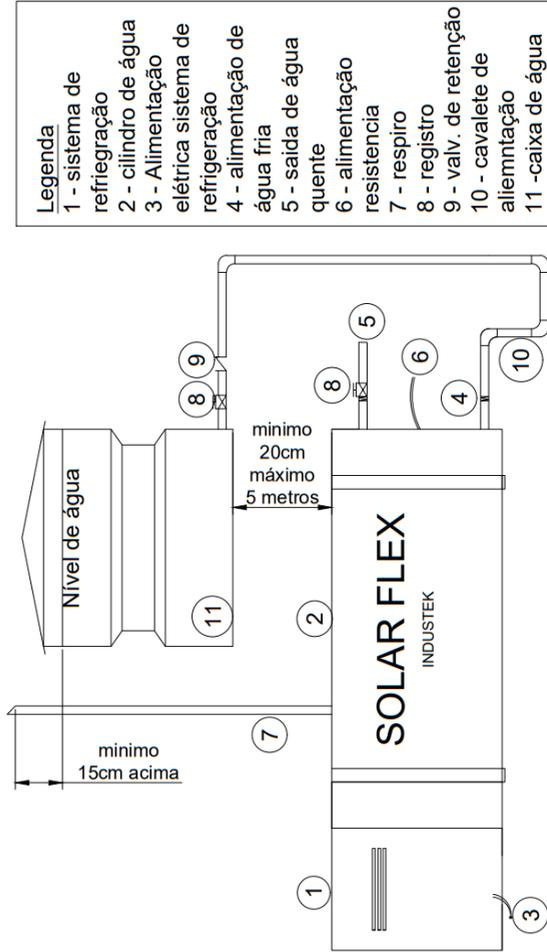 Legenda
1 - sistema de
refriegração
2 - cilindro de água
3 - Alimentação
elétrica sistema de
refrigeração
4 - alimentação de
água fria
5 - saida de água
quente
6 - alimentação
resistencia
7 - respiro
8 - registro
9 - valv. de retenção
10 - cavalete de
aliemntação
11 -caixa de água
Nível de água
minimo
15cm acima
minimo
20cm
máximo
5 metros
SOLAR FLEX
INDUSTEK
1
2
3
4
5
6
7
8
8
9
10
11